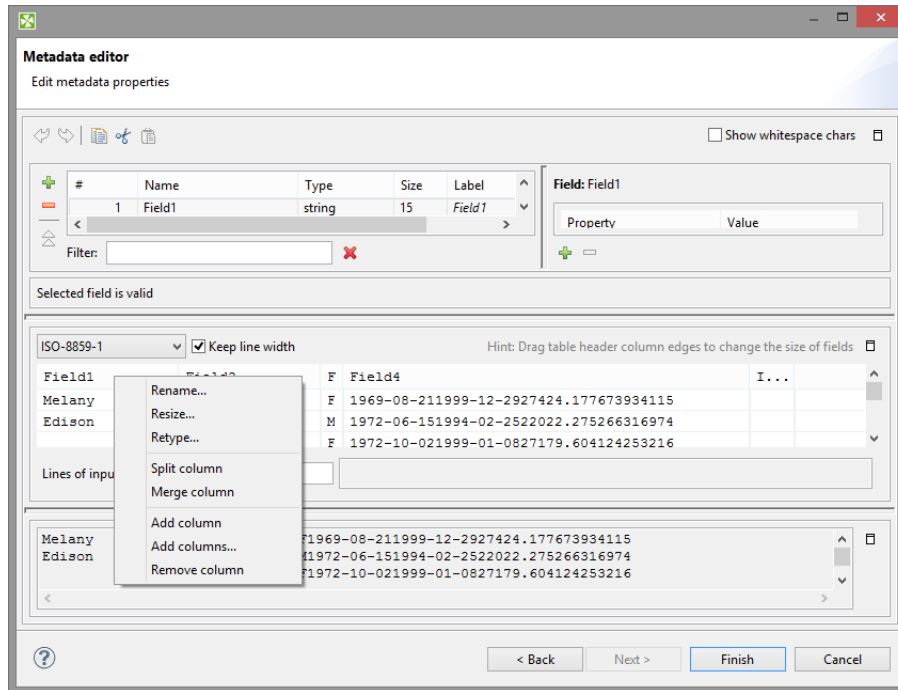 Metadata editor
Edit metadata properties
Show whitespace chars
# Name Type Size Label
1 Field1 string 15 Field1
Filter:
Field: Field1
Property Value
Selected field is valid
ISO-8859-1 Keep line width Hint: Drag table header column edges to change the size of fields
Field1 F Field4 I...
Melany F 1969-08-211999-12-2927424.177673934115
Edison M 1972-06-151994-02-2522022.275266316974
F 1972-10-021999-01-0827179.604124253216
Lines of inpu
Rename...
Resize...
Retype...
Split column
Merge column
Add column
Add columns...
Remove column
Melany F1969-08-211999-12-2927424.177673934115
Edison M1972-06-151994-02-2522022.275266316974
F1972-10-021999-01-0827179.604124253216
? < Back Next > Finish Cancel